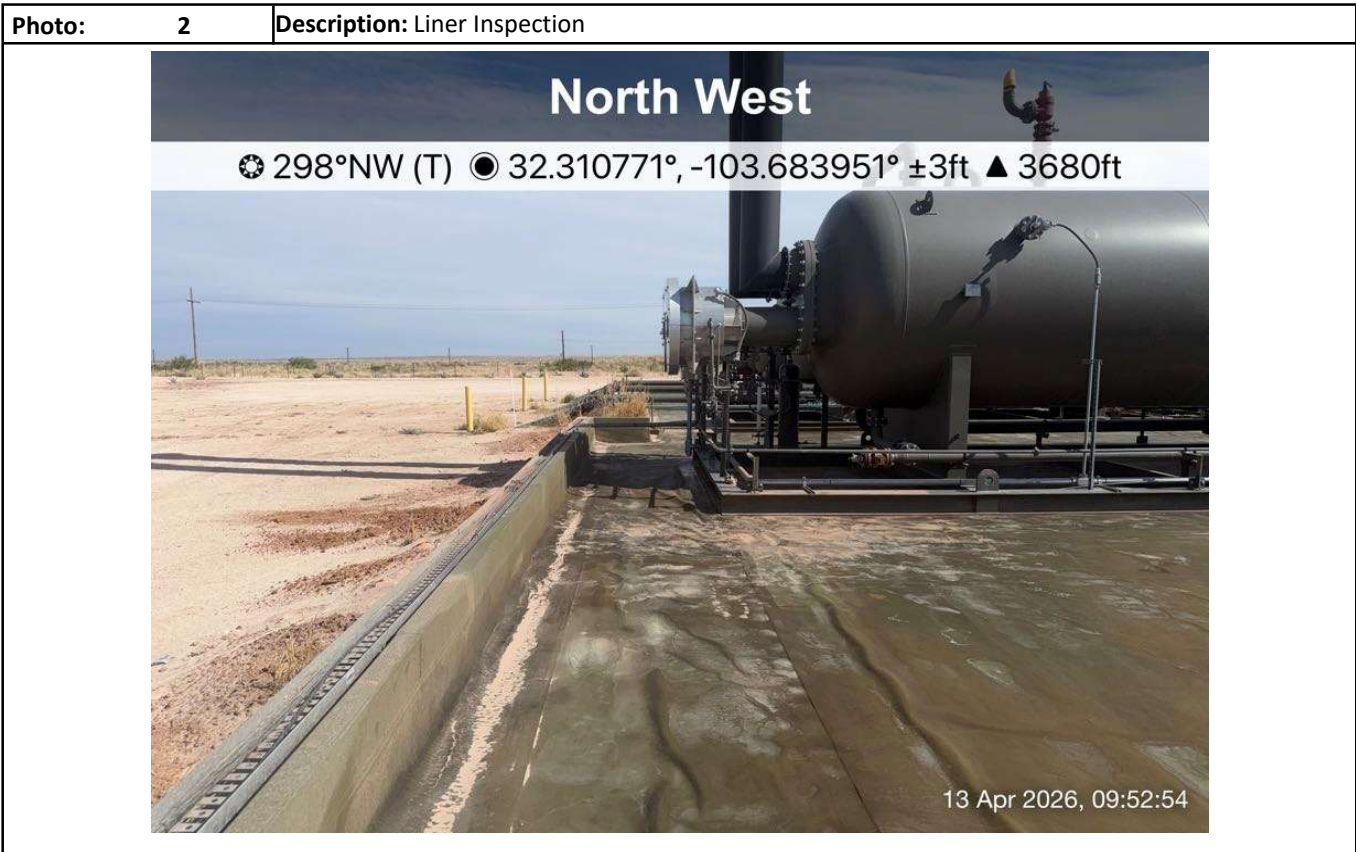 Photo: 2 Description: Liner Inspection
North West
298°NW (T) 32.310771°, -103.683951° ±3ft ▲ 3680ft
13 Apr 2026, 09:52:54